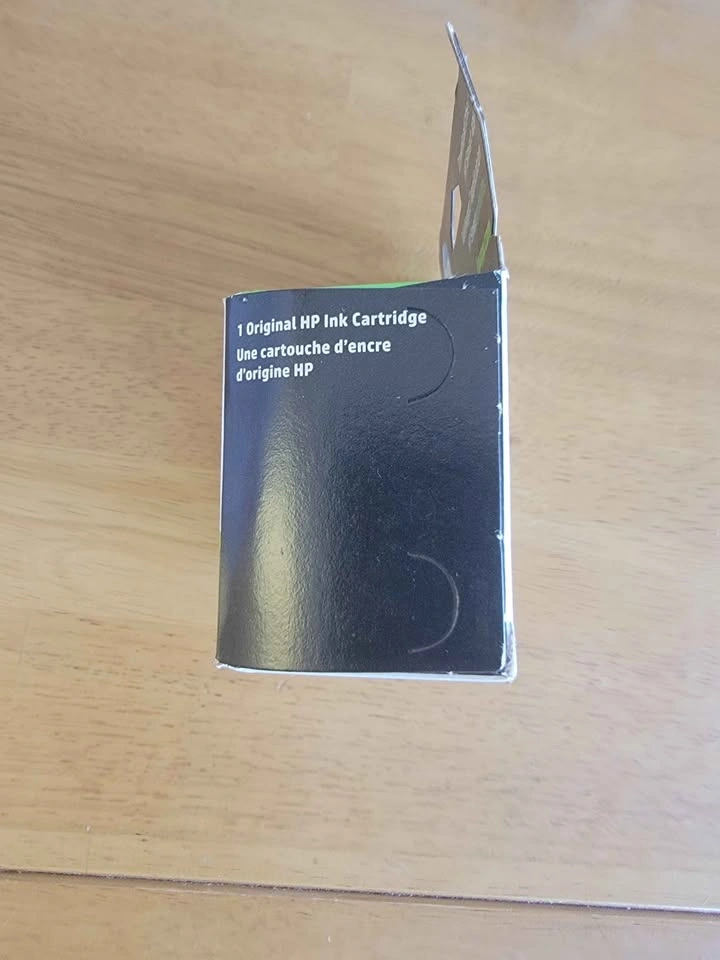 1 Original HP Ink Cartridge
Une cartouche d'encre
d'origine HP